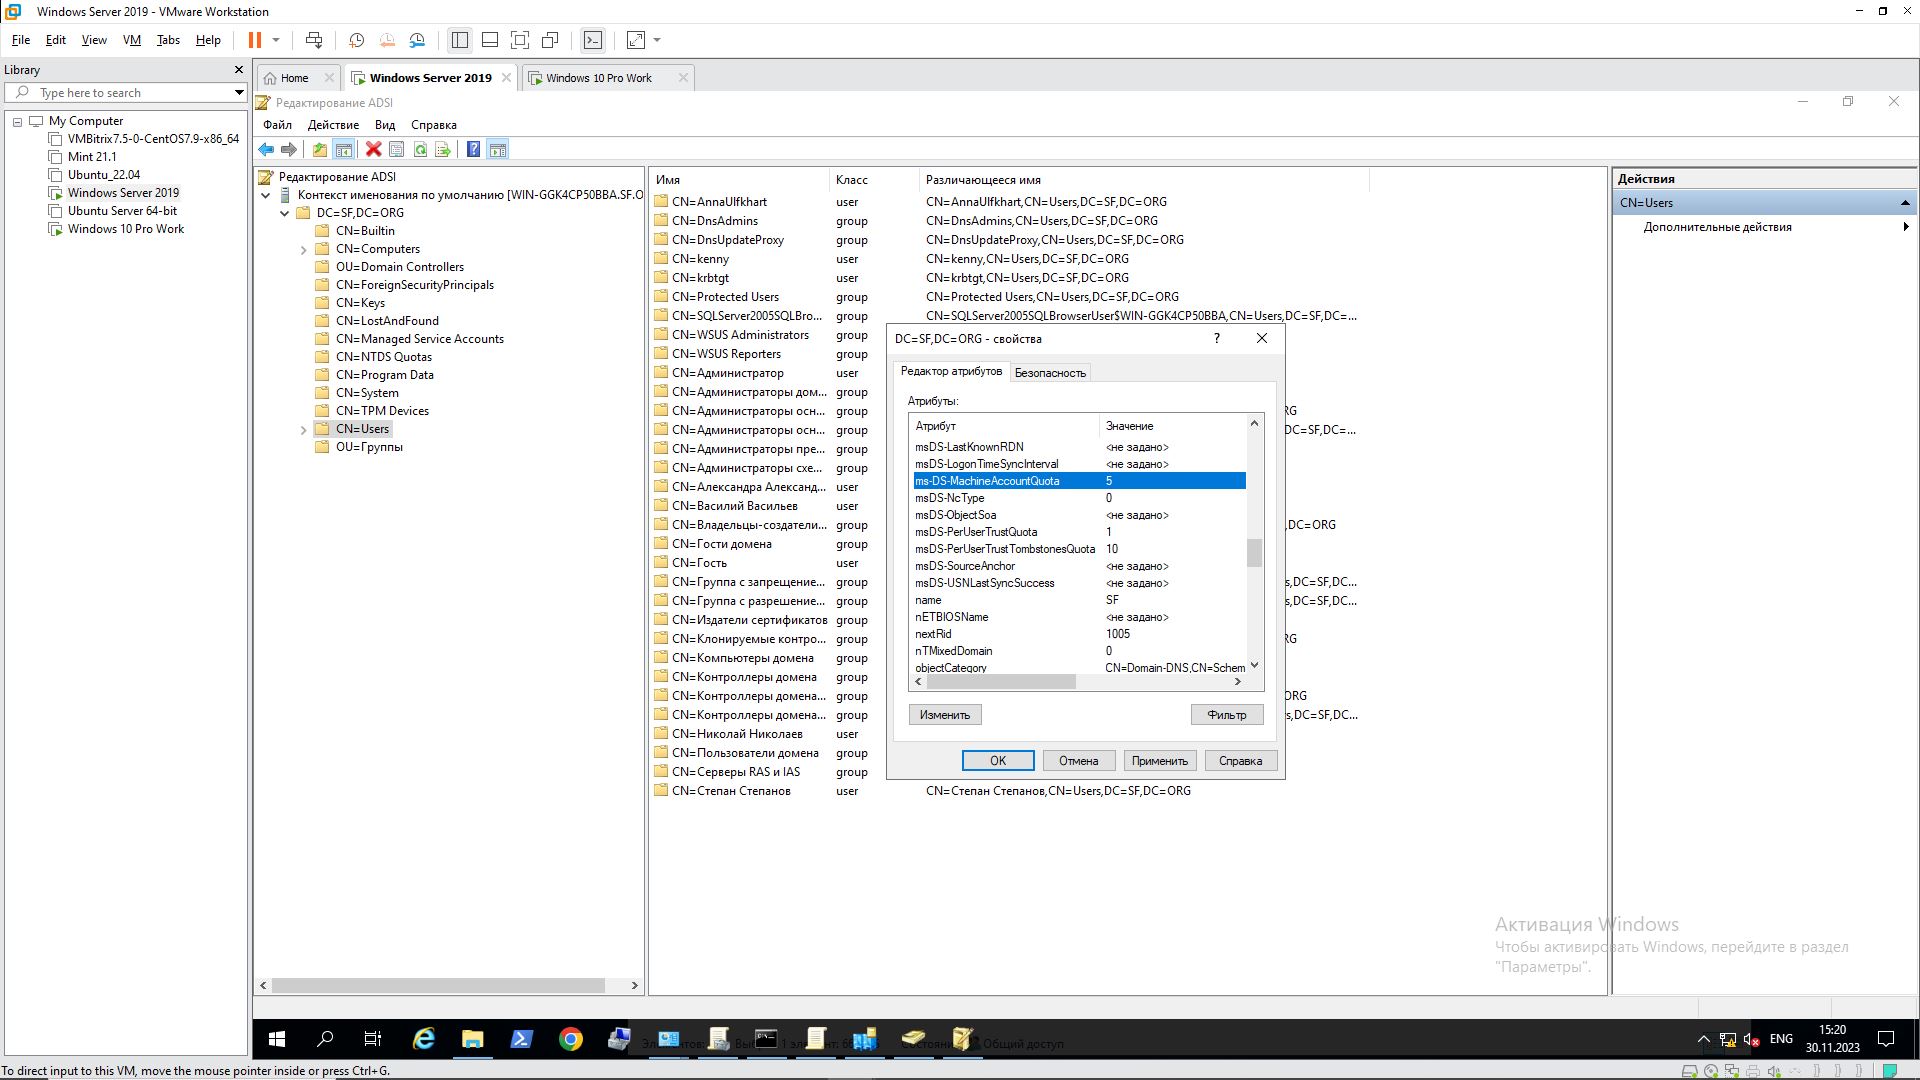 Windows Server 2019 - VMware Workstation
File Edit View VM Tabs Help
Library
Type here to search
My Computer
VMBitrix7.5-0-CentOS7.9-x86_64
Mint 21.1
Ubuntu_22.04
Windows Server 2019
Ubuntu Server 64-bit
Windows 10 Pro Work
Home
Windows Server 2019
Windows 10 Pro Work
Редактирование ADSI
Файл Действие Вид Справка
Редактирование ADSI
Контекст именования по умолчанию [WIN-GGK4CP50BBA.SF.O
DC=SF,DC=ORG
CN=Builtin
CN=Computers
OU=Domain Controllers
CN=ForeignSecurityPrincipals
CN=Keys
CN=LostAndFound
CN=Managed Service Accounts
CN=NTDS Quotas
CN=Program Data
CN=System
CN=TPM Devices
CN=Users
OU=Группы
Имя Класс Различающееся имя
CN=AnnaUlfkhart user CN=AnnaUlfkhart,CN=Users,DC=SF,DC=ORG
CN=DnsAdmins group CN=DnsAdmins,CN=Users,DC=SF,DC=ORG
CN=DnsUpdateProxy group CN=DnsUpdateProxy,CN=Users,DC=SF,DC=ORG
CN=kenny user CN=kenny,CN=Users,DC=SF,DC=ORG
CN=krbtgt user CN=krbtgt,CN=Users,DC=SF,DC=ORG
CN=Protected Users group CN=Protected Users,CN=Users,DC=SF,DC=ORG
CN=SQLServer2005SQLBro... group CN=SQLServer2005SQLBrowserUser$WIN-GGK4CP50BBA,CN=Users,DC=SF,DC=...
CN=WSUS Administrators group
CN=WSUS Reporters group
CN=Администратор user
CN=Администраторы дом... group
CN=Администраторы осн... group RG
CN=Администраторы осн... group DC=SF,DC=...
CN=Администраторы пре... group
CN=Администраторы схе... group
CN=Александра Александ... user
CN=Василий Васильев user
CN=Владельцы-создатели... group ,DC=ORG
CN=Гости домена group
CN=Гость user
CN=Группа с запрещение... group s,DC=SF,DC...
CN=Группа с разрешение... group s,DC=SF,DC...
CN=Издатели сертификатов group
CN=Клонируемые контро... group RG
CN=Компьютеры домена group
CN=Контроллеры домена group
CN=Контроллеры домена... group ORG
CN=Контроллеры домена... group s,DC=SF,DC...
CN=Николай Николаев user
CN=Пользователи домена group
CN=Серверы RAS и IAS group
CN=Степан Степанов user CN=Степан Степанов,CN=Users,DC=SF,DC=ORG
DC=SF,DC=ORG - свойства
Редактор атрибутов Безопасность
Атрибуты:
Атрибут Значение
msDS-LastKnownRDN <не задано>
msDS-LogonTimeSyncInterval <не задано>
ms-DS-MachineAccountQuota 5
msDS-NcType 0
msDS-ObjectSoa <не задано>
msDS-PerUserTrustQuota 1
msDS-PerUserTrustTombstonesQuota 10
msDS-SourceAnchor <не задано>
msDS-USNLastSyncSuccess <не задано>
name SF
nETBIOSName <не задано>
nextRid 1005
nTMixedDomain 0
objectCategory CN=Domain-DNS,CN=Schem
Изменить Фильтр
OK Отмена Применить Справка
Действия
CN=Users
Дополнительные действия
Активация Windows
Чтобы активировать Windows, перейдите в раздел
"Параметры".
Общий доступ
ENG
15:20
30.11.2023
To direct input to this VM, move the mouse pointer inside or press Ctrl+G.